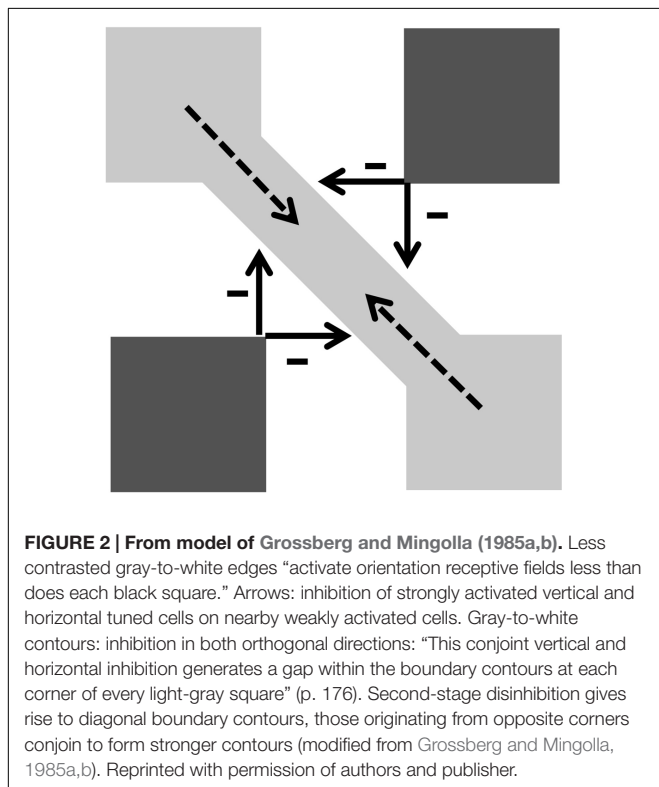 –
–
–
–
FIGURE 2 | From model of Grossberg and Mingolla (1985a,b). Less
contrasted gray-to-white edges “activate orientation receptive fields less than
does each black square.” Arrows: inhibition of strongly activated vertical and
horizontal tuned cells on nearby weakly activated cells. Gray-to-white
contours: inhibition in both orthogonal directions: “This conjoint vertical and
horizontal inhibition generates a gap within the boundary contours at each
corner of every light-gray square” (p. 176). Second-stage disinhibition gives
rise to diagonal boundary contours, those originating from opposite corners
conjoin to form stronger contours (modified from Grossberg and Mingolla,
1985a,b). Reprinted with permission of authors and publisher.